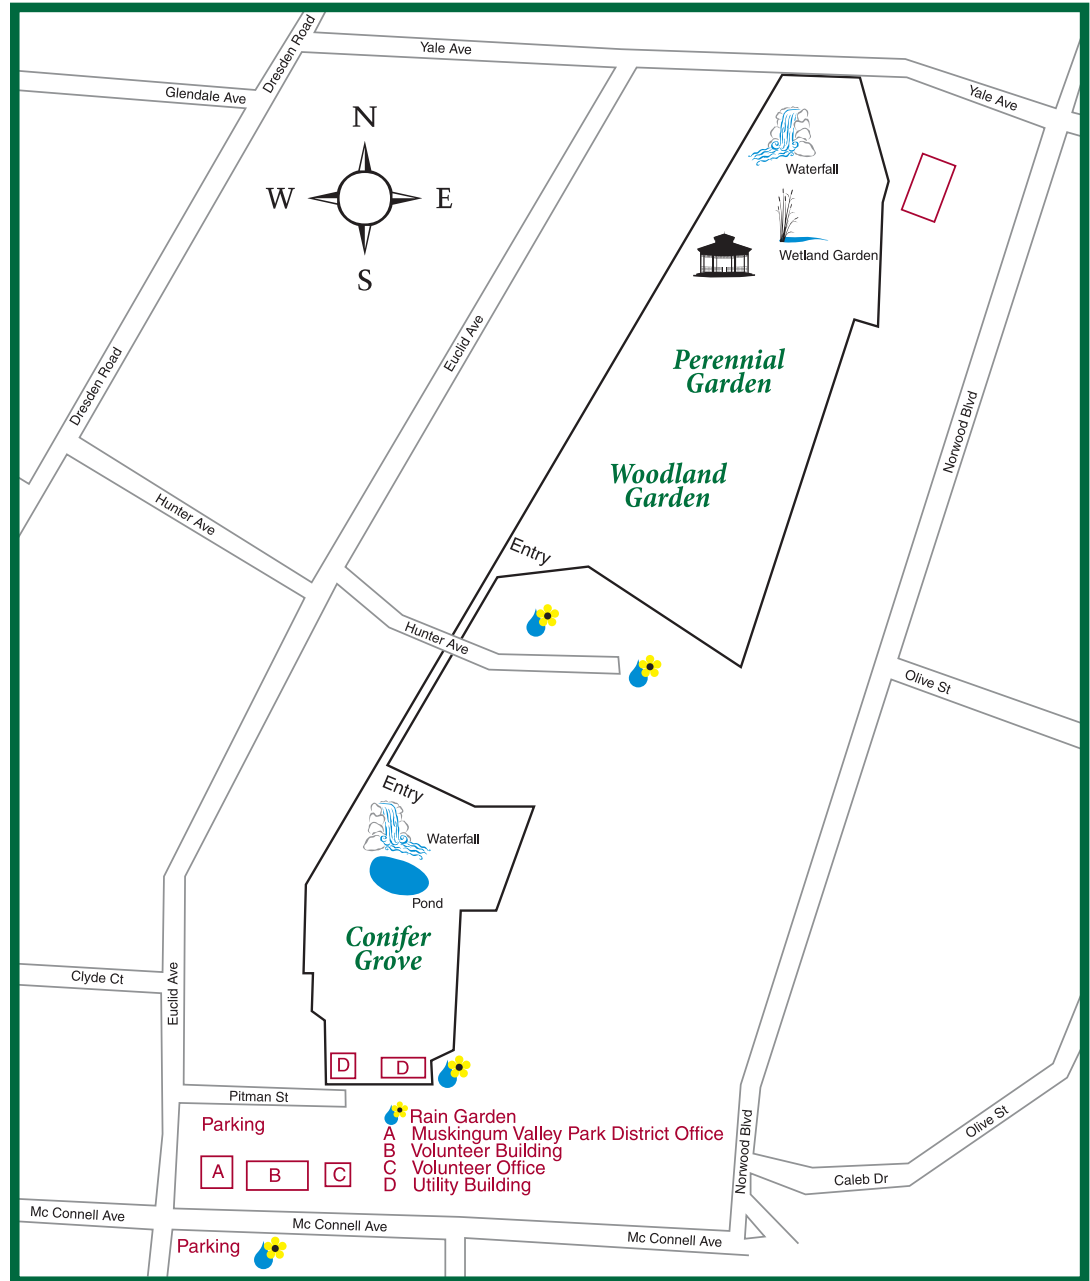 Dresden Road
Yale Ave
Glendale Ave
Yale Ave
N
W
E
S
Waterfall
Wetland Garden
Euclid Ave
Dresden Road
Perennial
Garden
Norwood Blvd
Woodland
Garden
Hunter Ave
Entry
Hunter Ave
Olive St
Entry
Waterfall
Pond
Conifer
Grove
Clyde Ct
Euclid Ave
D
D
Pitman St
Parking
Rain Garden
A Muskingum Valley Park District Office
B Volunteer Building
C Volunteer Office
D Utility Building
A
B
C
Norwood Blvd
Olive St
Caleb Dr
Mc Connell Ave
Mc Connell Ave
Mc Connell Ave
Parking